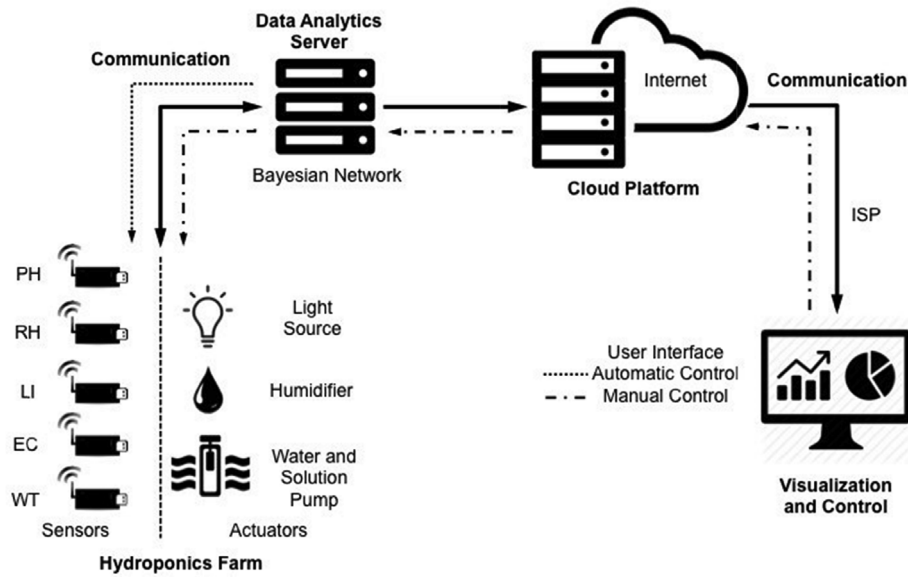 Data Analytics
Server
Communication
Bayesian Network
Internet
Cloud Platform
Communication
ISP
PH
RH
LI
EC
WT
Sensors
Light
Source
Humidifier
Water and
Solution
Pump
Actuators
Hydroponics Farm
User Interface
Automatic Control
Manual Control
Visualization
and Control